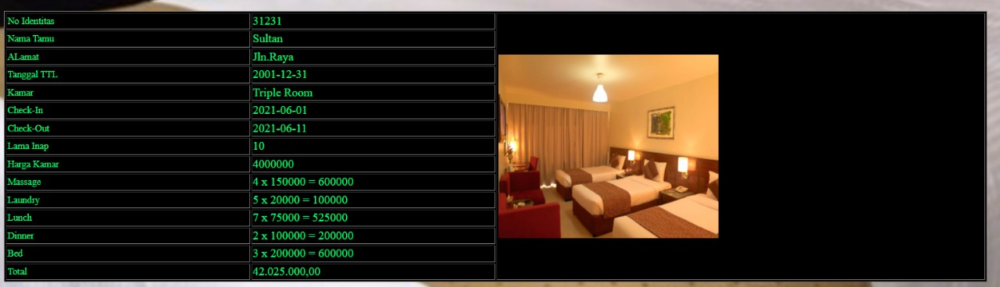 No Identitas 31231
Nama Tamu Sultan
ALamat Jln.Raya
Tanggal TTL 2001-12-31
Kamar Triple Room
Check-In 2021-06-01
Check-Out 2021-06-11
Lama Inap 10
Harga Kamar 4000000
Massage 4 x 150000 = 600000
Laundry 5 x 20000 = 100000
Lunch 7 x 75000 = 525000
Dinner 2 x 100000 = 200000
Bed 3 x 200000 = 600000
Total 42.025.000,00